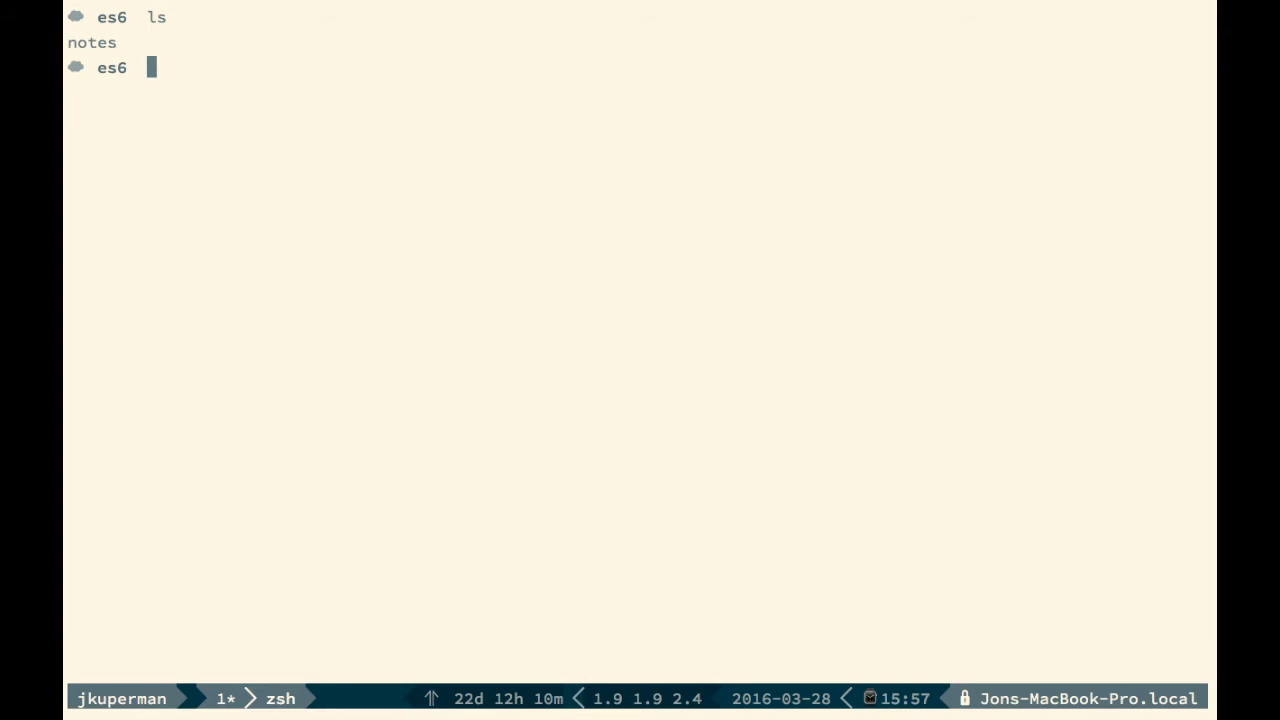 es6 ls
notes
es6
jkuperman 1* zsh 22d 12h 10m 1.9 1.9 2.4 2016-03-28 15:57 Jons-MacBook-Pro.local